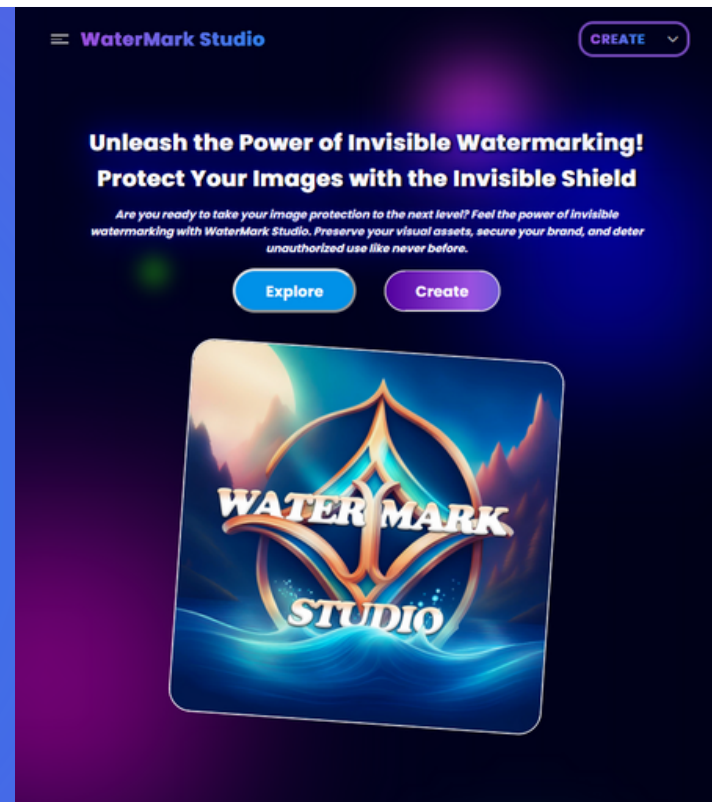 WaterMark Studio
CREATE
Unleash the Power of Invisible Watermarking!
Protect Your Images with the Invisible Shield
Are you ready to take your image protection to the next level? Feel the power of invisible
watermarking with WaterMark Studio. Preserve your visual assets, secure your brand, and deter
unauthorized use like never before.
Explore
Create
WATER MARK
STUDIO